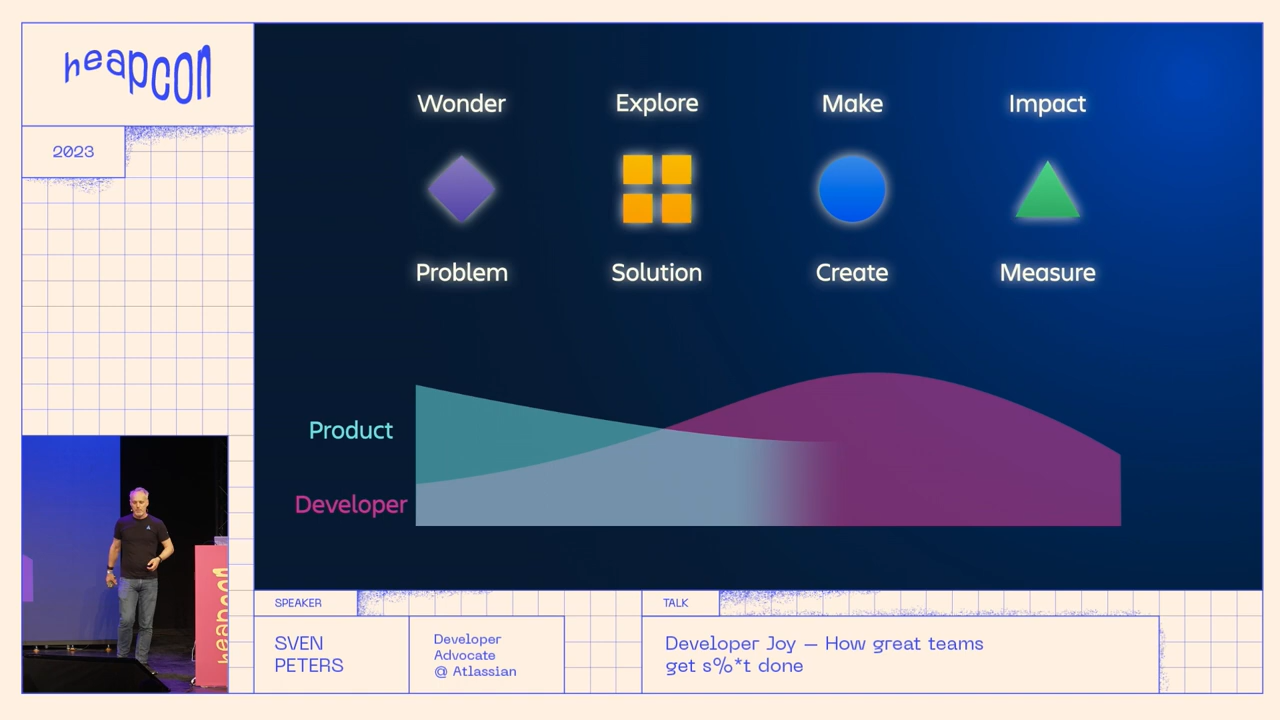 heapcon
2023
Wonder
Explore
Make
Impact
Problem
Solution
Create
Measure
Product
Developer
heapcon
SPEAKER
SVEN
PETERS
Developer
Advocate
@ Atlassian
TALK
Developer Joy – How great teams
get s%*t done